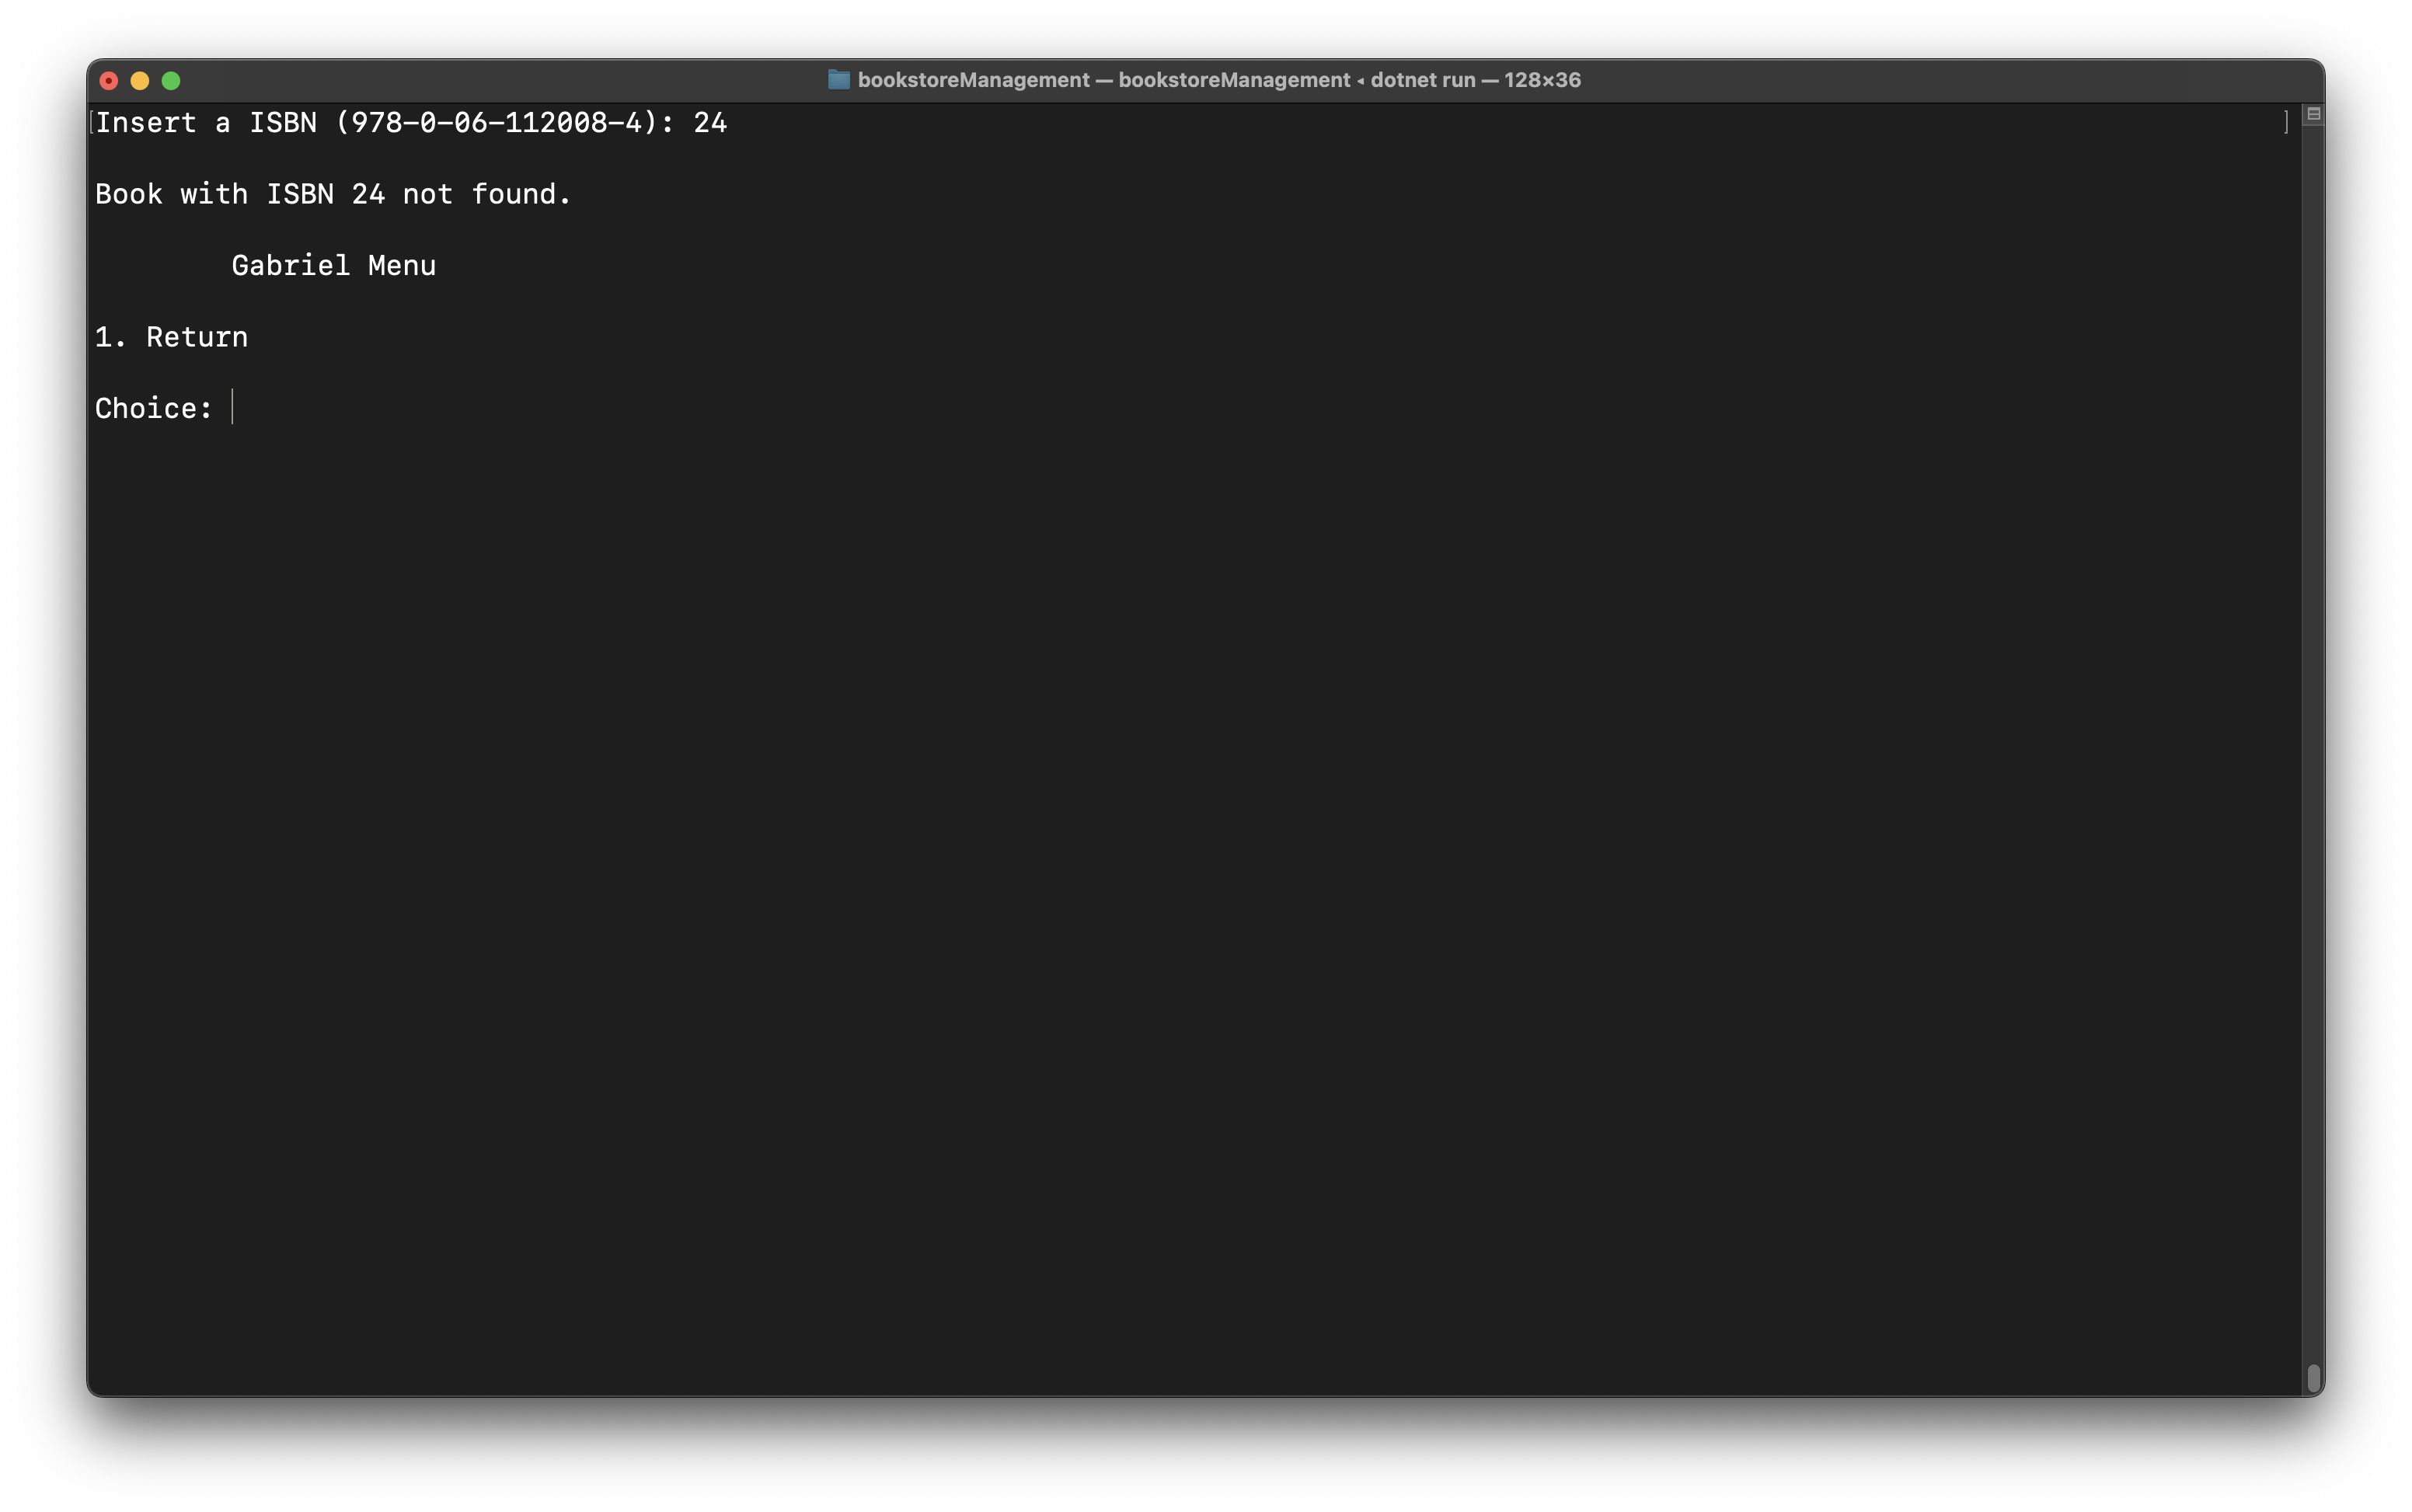 bookstoreManagement — bookstoreManagement ◂ dotnet run — 128×36
[Insert a ISBN (978-0-06-112008-4): 24 ]
Book with ISBN 24 not found.
Gabriel Menu
1. Return
Choice: